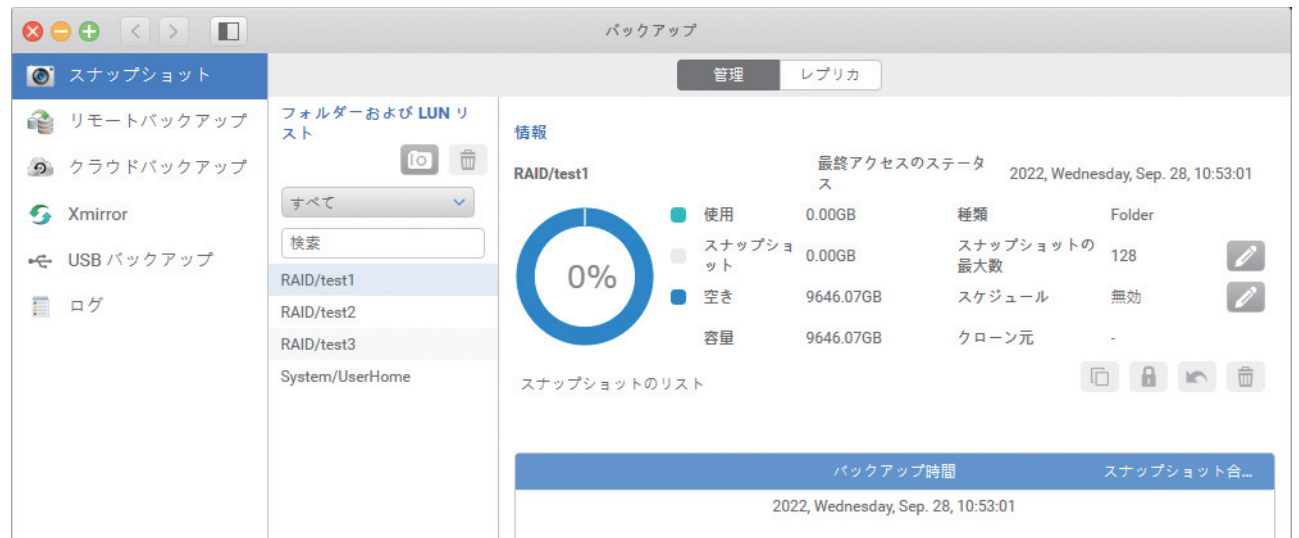 バックアップ
スナップショット
リモートバックアップ
クラウドバックアップ
Xmirror
USB バックアップ
ログ
管理
レプリカ
フォルダーおよび LUN リ
スト
すべて
検索
RAID/test1
RAID/test2
RAID/test3
System/UserHome
情報
RAID/test1
最終アクセスのステータ
ス
2022, Wednesday, Sep. 28, 10:53:01
0%
使用
0.00GB
種類
Folder
スナップショ
ット
0.00GB
スナップショットの
最大数
128
空き
9646.07GB
スケジュール
無効
容量
9646.07GB
クローン元
-
スナップショットのリスト
バックアップ時間
スナップショット合...
2022, Wednesday, Sep. 28, 10:53:01